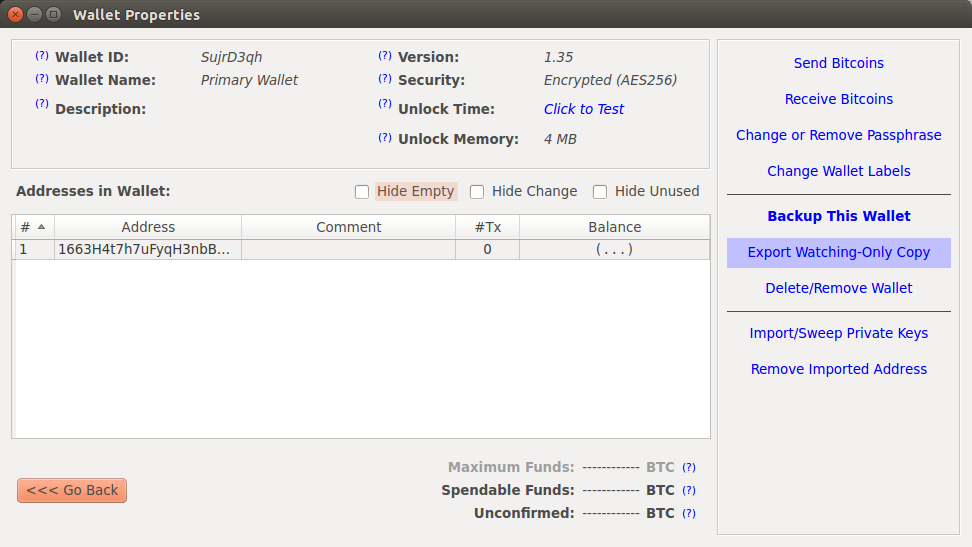 Wallet Properties
(?) Wallet ID: SujrD3qh (?) Version: 1.35
(?) Wallet Name: Primary Wallet (?) Security: Encrypted (AES256)
(?) Description: (?) Unlock Time: Click to Test
(?) Unlock Memory: 4 MB
Addresses in Wallet: Hide Empty Hide Change Hide Unused
# Address Comment #Tx Balance
1 1663H4t7h7uFyqH3nbB... 0 (...)
Maximum Funds: ------------ BTC (?)
<<< Go Back Spendable Funds: ------------ BTC (?)
Unconfirmed: ------------ BTC (?)
Send Bitcoins
Receive Bitcoins
Change or Remove Passphrase
Change Wallet Labels
Backup This Wallet
Export Watching-Only Copy
Delete/Remove Wallet
Import/Sweep Private Keys
Remove Imported Address